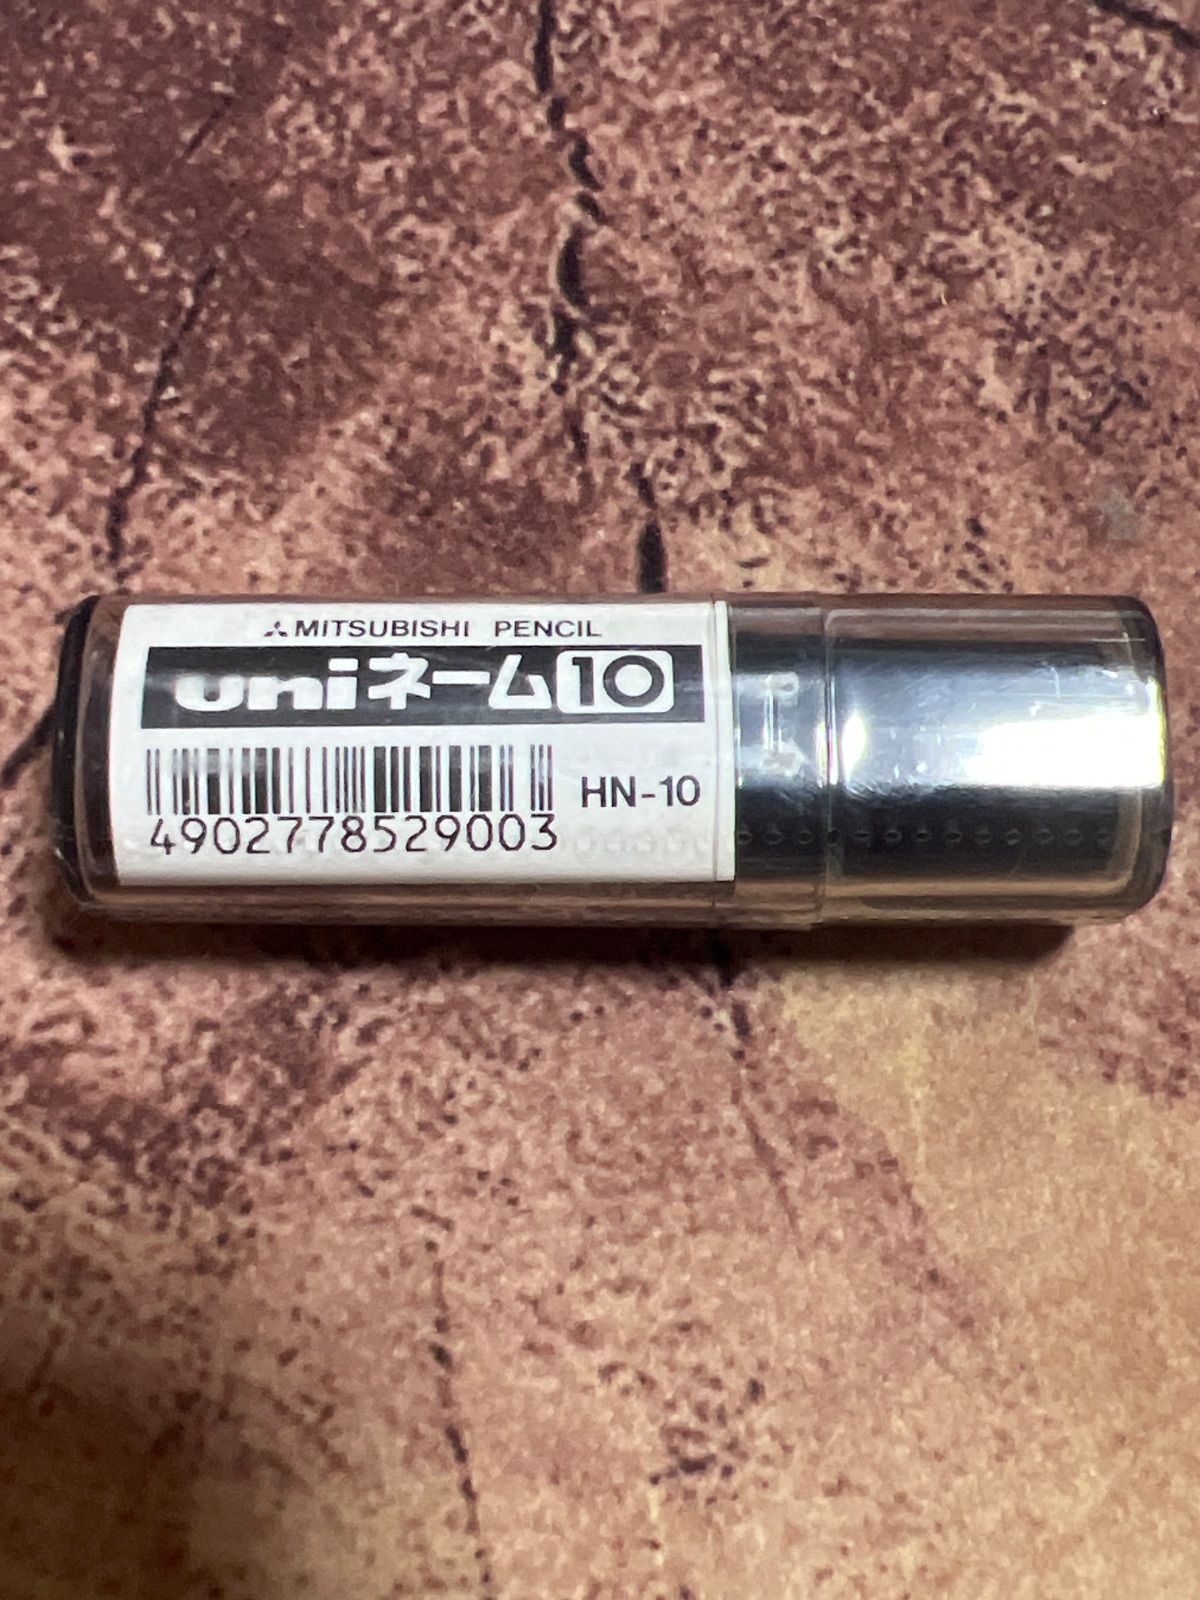 MITSUBISHI PENCIL
uniネーム10
HN-10
4902778529003